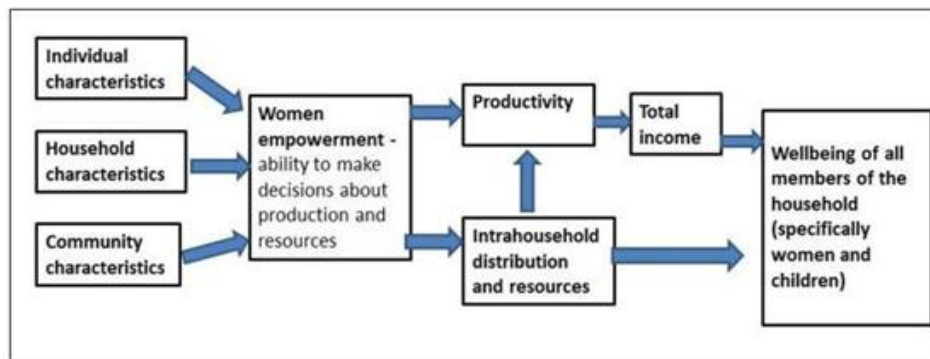 Individual
characteristics
Household
characteristics
Community
characteristics
Women
empowerment -
ability to make
decisions about
production and
resources
Productivity
Intrahousehold
distribution
and resources
Total
income
Wellbeing of all
members of the
household
(specifically
women and
children)